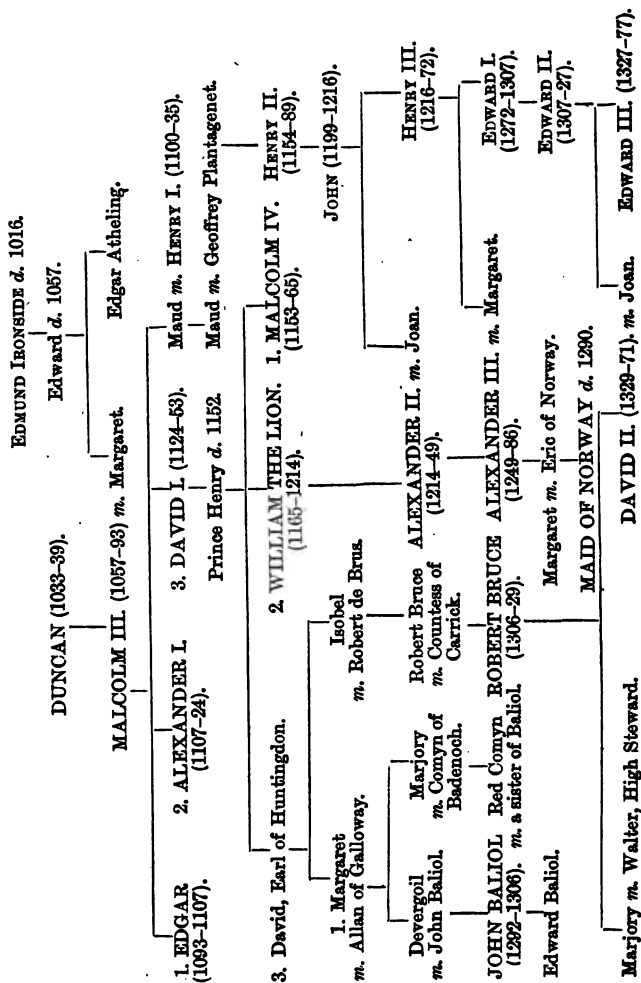 EDMUND IRONSIDE d. 1016.
Edward d. 1057.
DUNCAN (1033–39).
MALCOLM III. (1057–93) m. Margaret.
Edgar Atheling.
1. EDGAR
(1093–1107).
2. ALEXANDER I.
(1107–24).
3. DAVID I. (1124–53).
Maud m. HENRY I. (1100–35).
Prince Henry d. 1152.
Maud m. Geoffrey Plantagenet.
3. David, Earl of Huntingdon.
2. WILLIAM THE LION.
(1165–1214).
1. MALCOLM IV.
(1153–65).
HENRY II.
(1154–89).
JOHN (1199–1216).
1. Margaret
m. Allan of Galloway.
Isobel
m. Robert de Brus.
Devergoil
m. John Baliol.
Marjory
m. Comyn of
Badenoch.
Robert Bruce
m. Countess of
Carrick.
ALEXANDER II. m. Joan.
(1214–49)
HENRY III.
(1216–72)
JOHN BALIOL
(1292–1306).
Red Comyn
m. a sister of Baliol.
ROBERT BRUCE
(1306–29)
ALEXANDER III. m. Margaret.
(1249–86)
EDWARD I.
(1272–1307)
Edward Baliol.
Margaret m. Eric of Norway.
EDWARD II.
(1307–27)
MAID OF NORWAY d. 1290.
Marjory m. Walter, High Steward.
DAVID II. (1329–71). m. Joan.
EDWARD III. (1327–77).